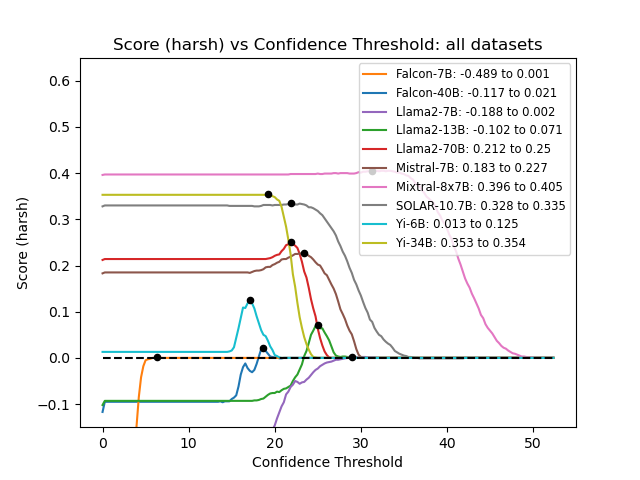 Score (harsh) vs Confidence Threshold: all datasets
Falcon-7B: -0.489 to 0.001
Falcon-40B: -0.117 to 0.021
Llama2-7B: -0.188 to 0.002
Llama2-13B: -0.102 to 0.071
Llama2-70B: 0.212 to 0.25
Mistral-7B: 0.183 to 0.227
Mixtral-8x7B: 0.396 to 0.405
SOLAR-10.7B: 0.328 to 0.335
Yi-6B: 0.013 to 0.125
Yi-34B: 0.353 to 0.354
Score (harsh)
0.6
0.5
0.4
0.3
0.2
0.1
0.0
−0.1
0 10 20 30 40 50
Confidence Threshold